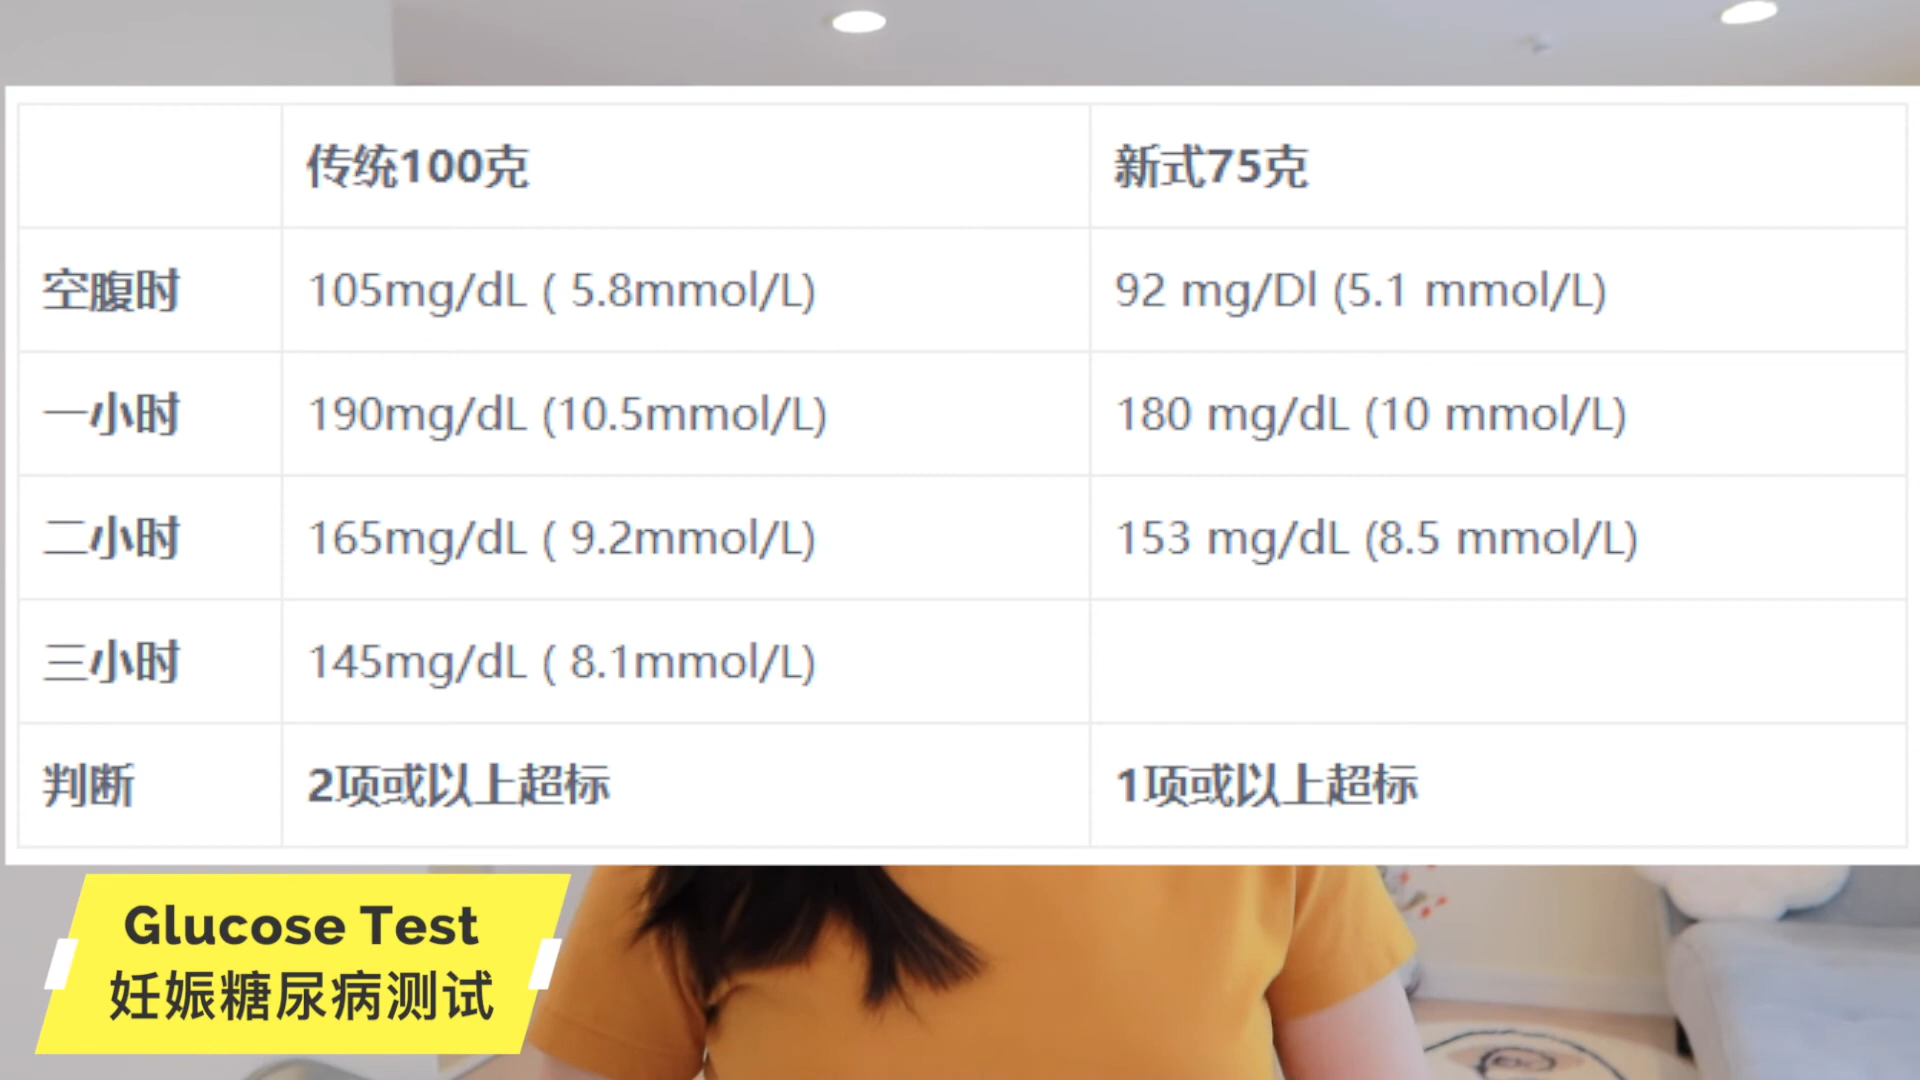 传统100克 新式75克
空腹时 105mg/dL ( 5.8mmol/L) 92 mg/Dl (5.1 mmol/L)
一小时 190mg/dL (10.5mmol/L) 180 mg/dL (10 mmol/L)
二小时 165mg/dL ( 9.2mmol/L) 153 mg/dL (8.5 mmol/L)
三小时 145mg/dL ( 8.1mmol/L)
判断 2项或以上超标 1项或以上超标
Glucose Test
妊娠糖尿病测试